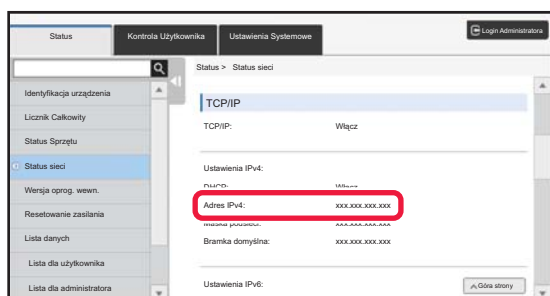 Status Kontrola Użytkownika Ustawienia Systemowe Login Administratora
Status > Status sieci
Identyfikacja urządzenia
TCP/IP
Licznik Całkowity
TCP/IP: Włącz
Status Sprzętu
Status sieci
Ustawienia IPv4:
Wersja oprog. wewn.
DHCP: Włącz
Resetowanie zasilania
Adres IPv4: xxx.xxx.xxx.xxx
Maska podsieci: xxx.xxx.xxx.xxx
Lista danych
Bramka domyślna: xxx.xxx.xxx.xxx
Lista dla użytkownika
Lista dla administratora
Ustawienia IPv6:
Góra strony